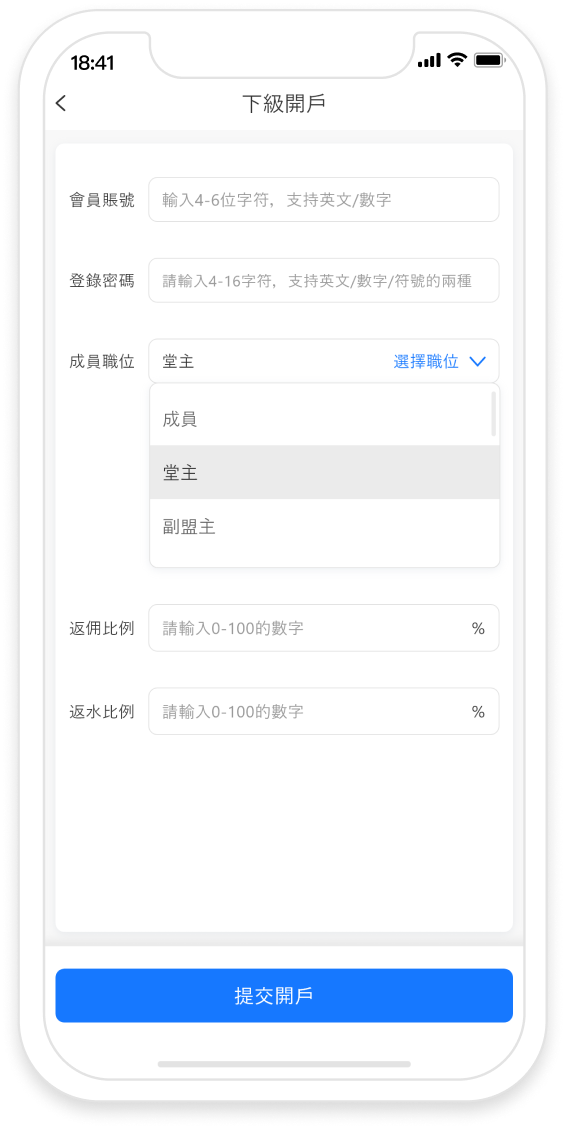 18:41
下級開戶
會員賬號 輸入4-6位字符，支持英文/數字
登錄密碼 請輸入4-16字符，支持英文/數字/符號的兩種
成員職位 堂主 選擇職位
成員
堂主
副盟主
返佣比例 請輸入0-100的數字 %
返水比例 請輸入0-100的數字 %
提交開戶